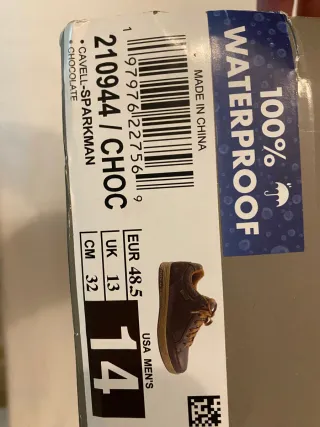 100%
WATERPROOF
MADE IN CHINA
1 97976 22756 9
210944 / CHOC
• CAVELL-SPARKMAN
• CHOCOLATE
EUR 48.5
UK 13
CM 32
USA MEN'S
14